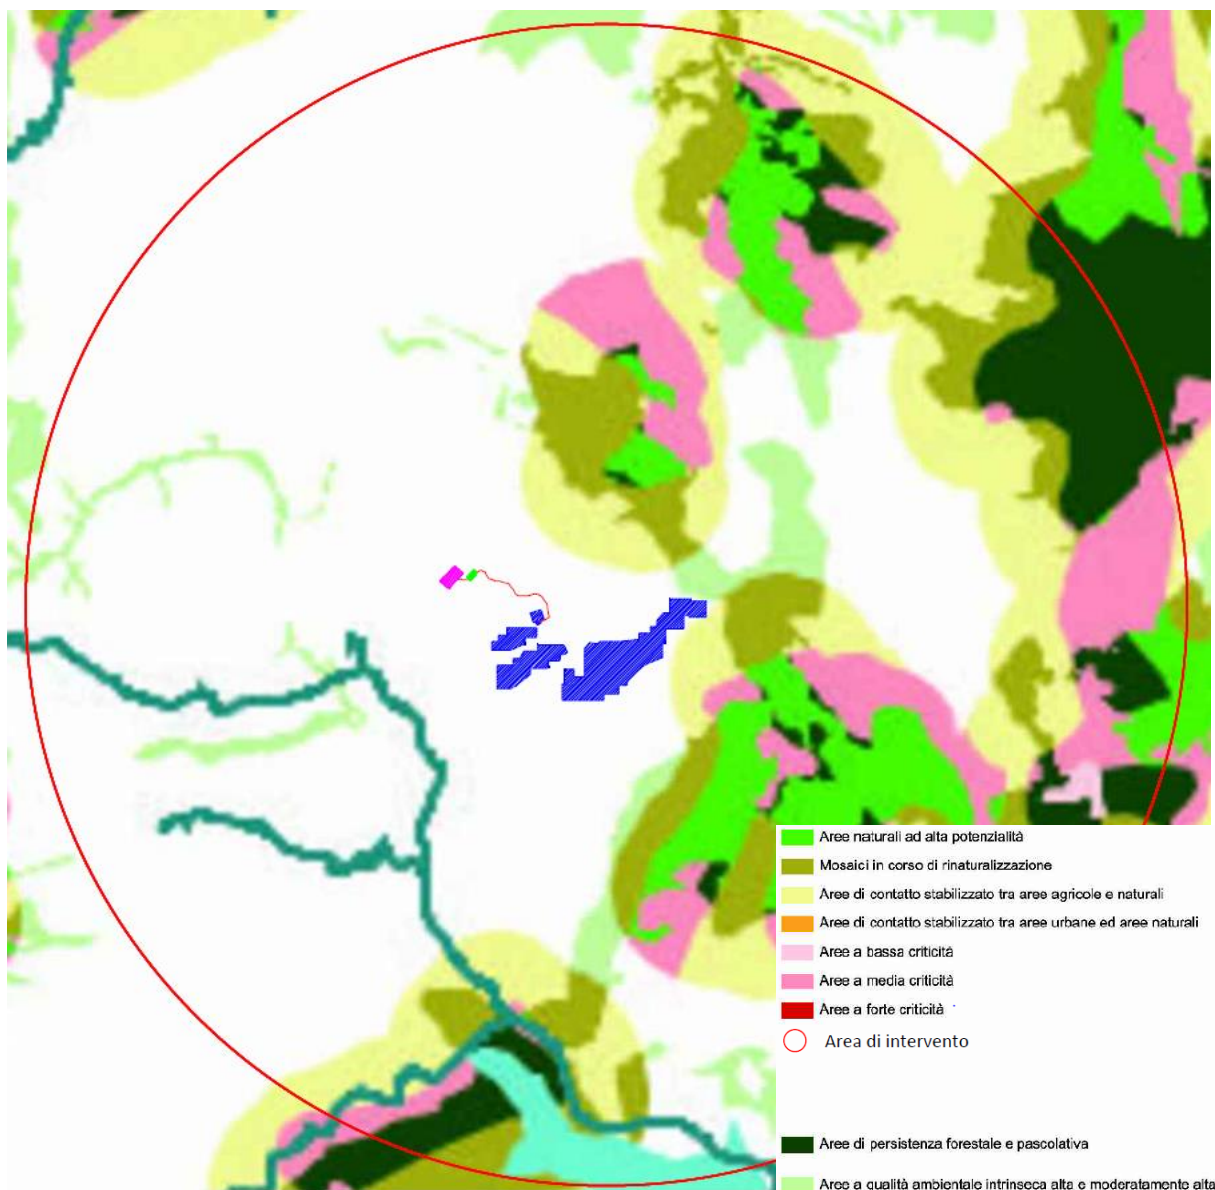 Aree naturali ad alta potenzialità
Mosaici in corso di rinaturalizzazione
Aree di contatto stabilizzato tra aree agricole e naturali
Aree di contatto stabilizzato tra aree urbane ed aree naturali
Aree a bassa criticità
Aree a media criticità
Aree a forte criticità
Area di intervento
Aree di persistenza forestale e pascolativa
Aree a qualità ambientale intrinseca alta e moderatamente alta